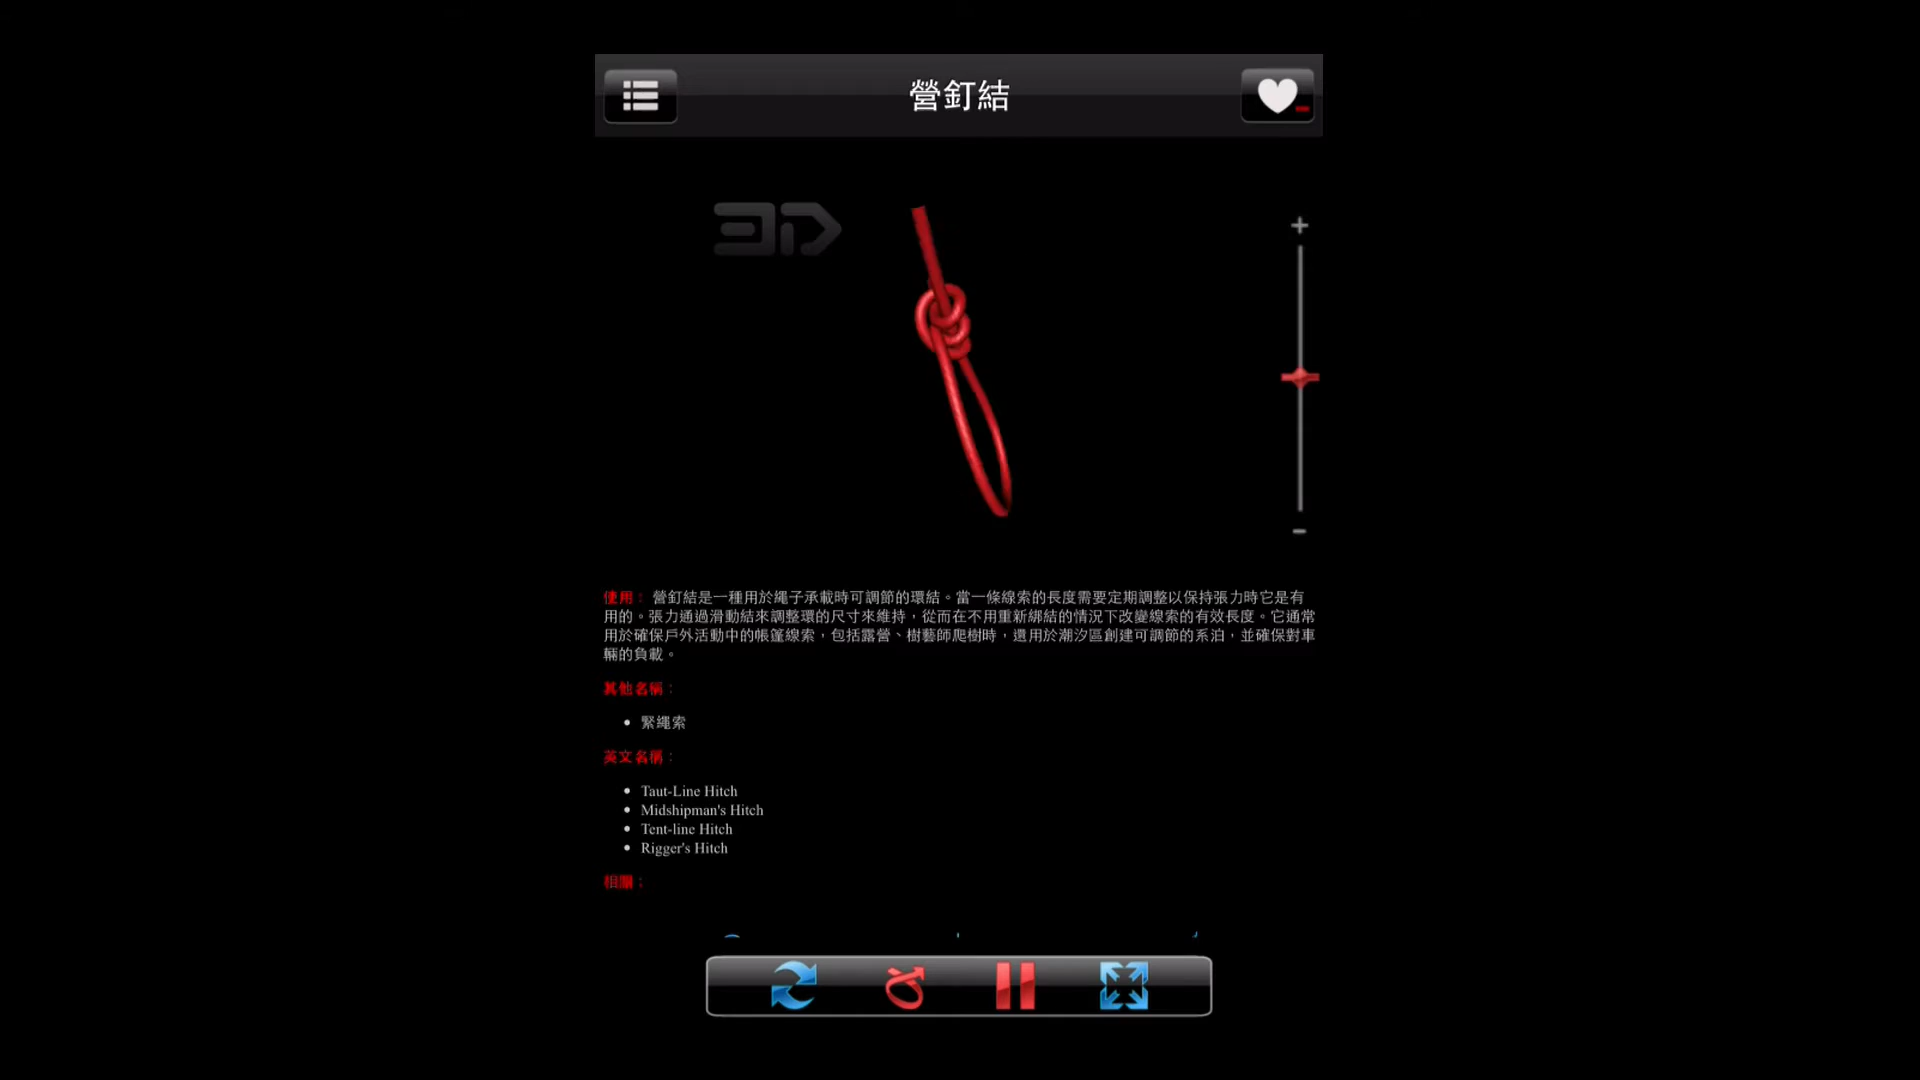 營釘結
3D
+
-
使用： 營釘結是一種用於繩子承載時可調節的環結。當一條線索的長度需要定期調整以保持張力時它是有
用的。張力通過滑動結來調整環的尺寸來維持，從而在不用重新綁結的情況下改變線索的有效長度。它通常
用於確保戶外活動中的帳篷線索，包括露營、樹藝師爬樹時，還用於潮汐區創建可調節的系泊，並確保對車
輛的負載。
其他名稱：
• 緊繩索
英文名稱：
• Taut-Line Hitch
• Midshipman's Hitch
• Tent-line Hitch
• Rigger's Hitch
相關：